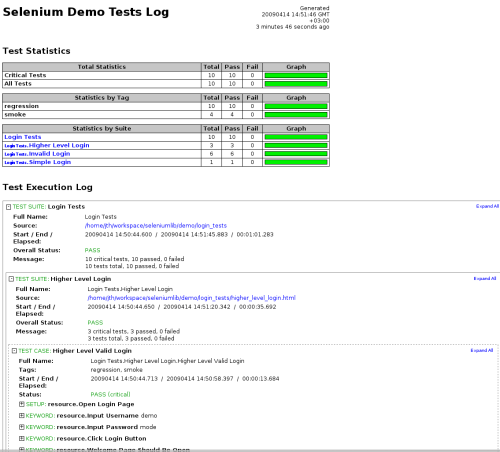 Selenium Demo Tests Log
Generated
20090414 14:51:46 GMT
+03:00
3 minutes 46 seconds ago
Test Statistics
Total Statistics Total Pass Fail Graph
Critical Tests 10 10 0
All Tests 10 10 0
Statistics by Tag Total Pass Fail Graph
regression 10 10 0
smoke 4 4 0
Statistics by Suite Total Pass Fail Graph
Login Tests 10 10 0
Login Tests.Higher Level Login 3 3 0
Login Tests.Invalid Login 6 6 0
Login Tests.Simple Login 1 1 0
Test Execution Log
TEST SUITE: Login Tests Expand All
Full Name: Login Tests
Source: /home/jth/workspace/seleniumlib/demo/login_tests
Start / End / 20090414 14:50:44.600 / 20090414 14:51:45.883 / 00:01:01.283
Elapsed:
Overall Status: PASS
Message: 10 critical tests, 10 passed, 0 failed
10 tests total, 10 passed, 0 failed
TEST SUITE: Higher Level Login Expand All
Full Name: Login Tests.Higher Level Login
Source: /home/jth/workspace/seleniumlib/demo/login_tests/higher_level_login.html
Start / End / 20090414 14:50:44.650 / 20090414 14:51:20.342 / 00:00:35.692
Elapsed:
Overall Status: PASS
Message: 3 critical tests, 3 passed, 0 failed
3 tests total, 3 passed, 0 failed
TEST CASE: Higher Level Valid Login Expand All
Full Name: Login Tests.Higher Level Login.Higher Level Valid Login
Tags: regression, smoke
Start / End / 20090414 14:50:44.713 / 20090414 14:50:58.397 / 00:00:13.684
Elapsed:
Status: PASS (critical)
SETUP: resource.Open Login Page
KEYWORD: resource.Input Username demo
KEYWORD: resource.Input Password mode
KEYWORD: resource.Click Login Button
KEYWORD: resource.Welcome Page Should Be Open